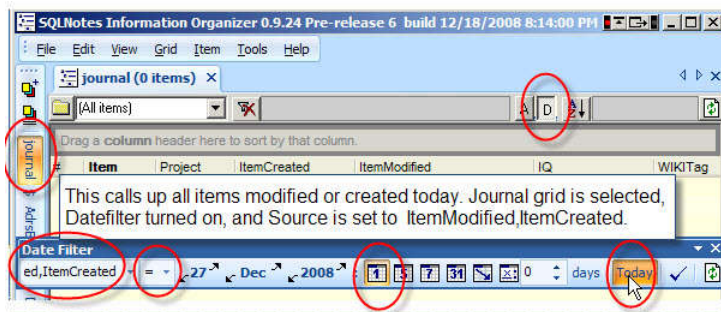 SQLNotes Information Organizer 0.9.24 Pre-release 6 build 12/18/2008 8:14:00 PM
File Edit View Grid Item Tools Help
journal (0 items)
(All items) A D
journal
Drag a column header here to sort by that column.
# Item Project ItemCreated ItemModified IQ WIKITag
This calls up all items modified or created today. Journal grid is selected,
Datefilter turned on, and Source is set to ItemModified,ItemCreated.
Date Filter
ed,ItemCreated = 27 Dec 2008 : 1 5 7 31 0 days Today